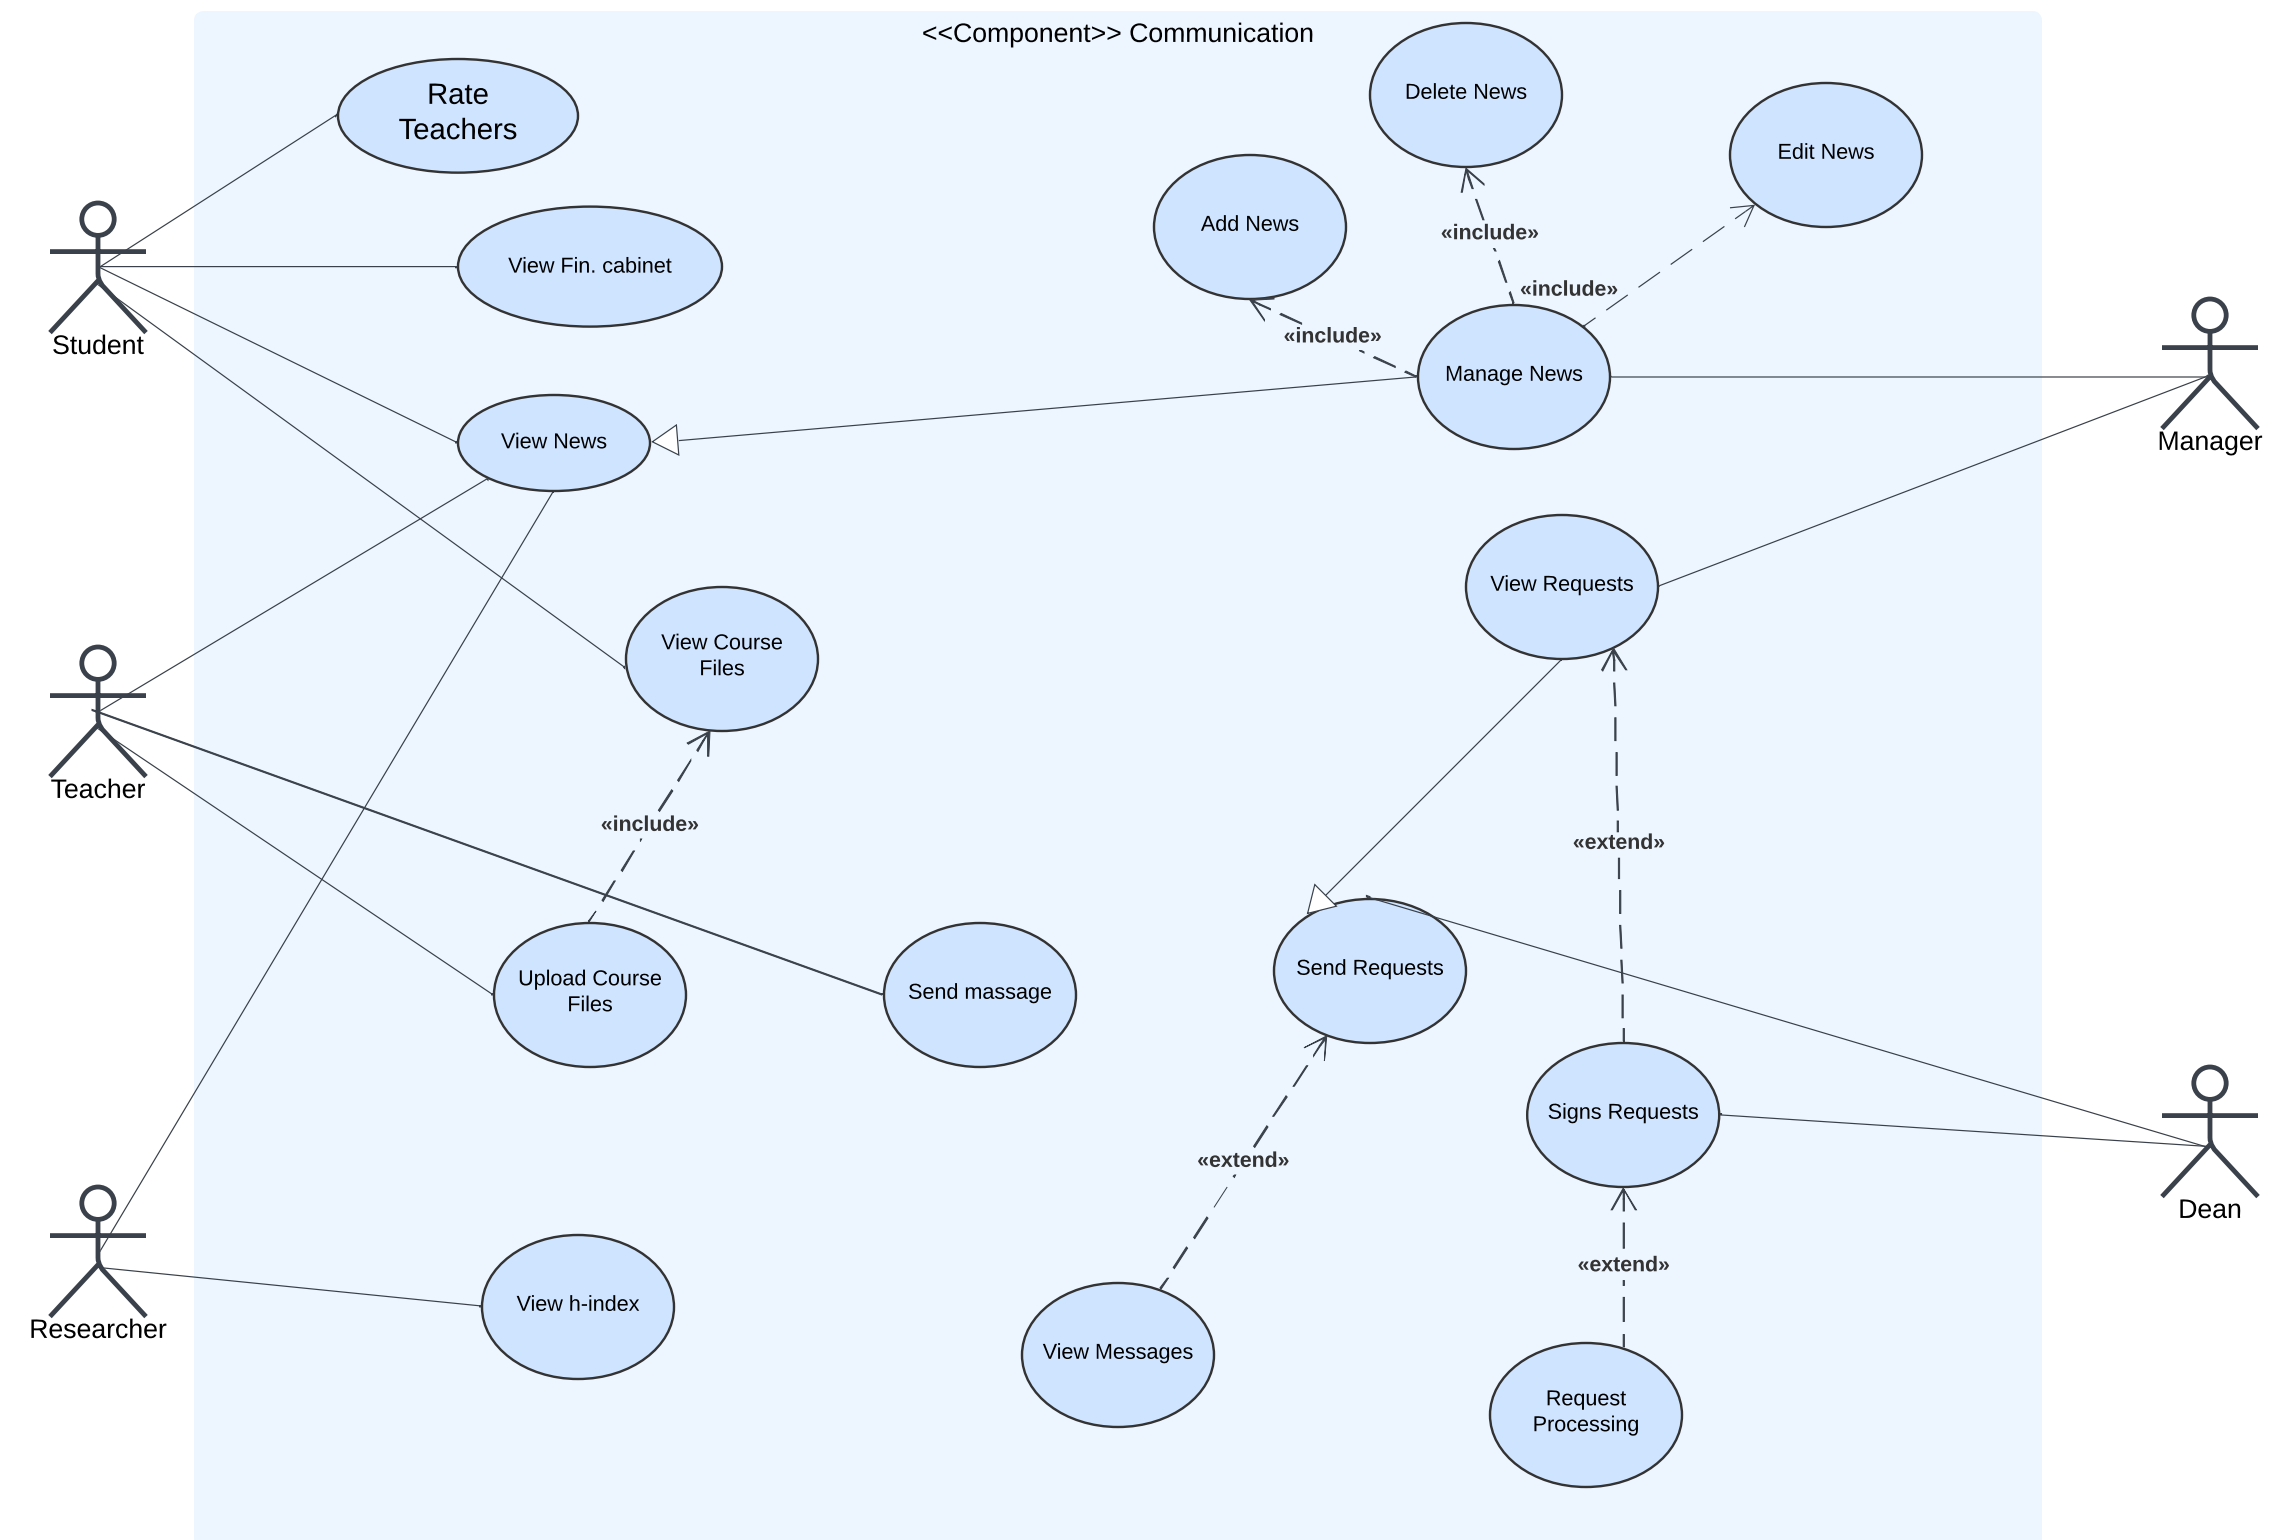 <<Component>> Communication
Rate
Teachers
Delete News
Edit News
Add News
«include»
View Fin. cabinet
«include»
Student
«include»
Manage News
Manager
View News
View Requests
View Course
Files
Teacher
«include»
«extend»
Send Requests
Upload Course
Files
Send massage
Signs Requests
«extend»
Dean
«extend»
View h-index
Researcher
View Messages
Request
Processing